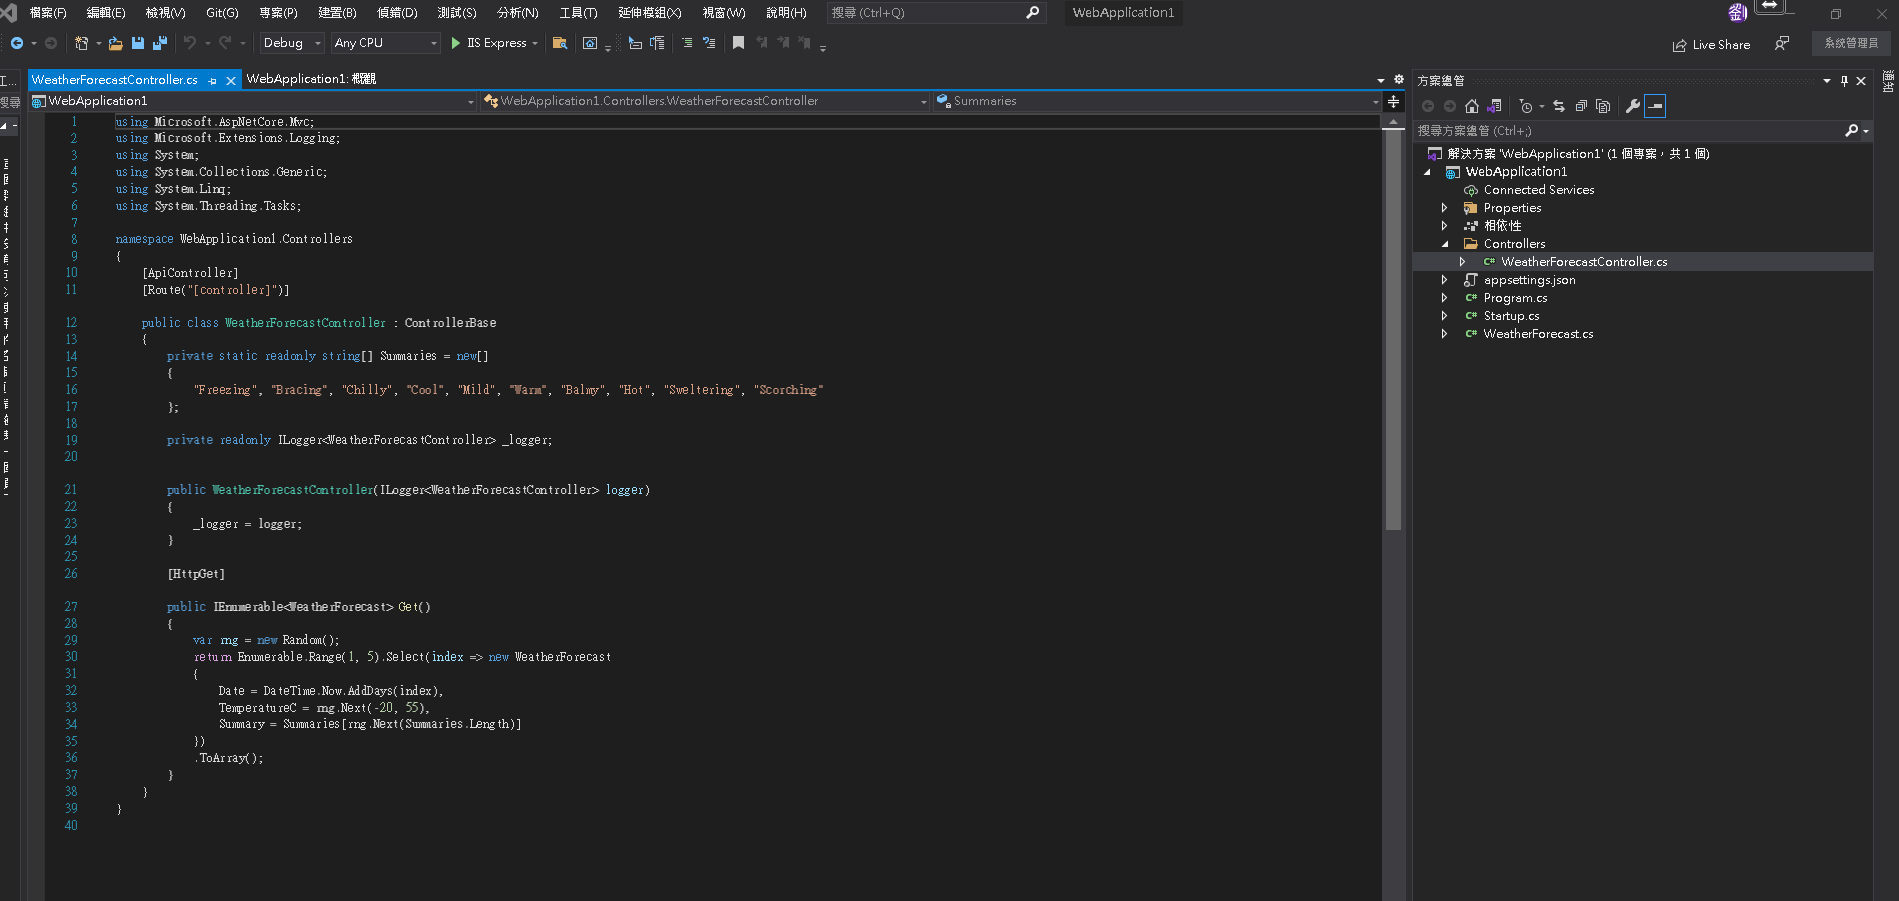 檔案(F) 編輯(E) 檢視(V) Git(G) 專案(P) 建置(B) 偵錯(D) 測試(S) 分析(N) 工具(T) 延伸模組(X) 視窗(W) 說明(H) 搜尋 (Ctrl+Q) WebApplication1
Debug Any CPU IIS Express Live Share 系統管理員
WeatherForecastController.cs WebApplication1: 概觀
WebApplication1 WebApplication1.Controllers.WeatherForecastController Summaries
1 using Microsoft.AspNetCore.Mvc;
2 using Microsoft.Extensions.Logging;
3 using System;
4 using System.Collections.Generic;
5 using System.Linq;
6 using System.Threading.Tasks;
7
8 namespace WebApplication1.Controllers
9 {
10 [ApiController]
11 [Route("[controller]")]
12 public class WeatherForecastController : ControllerBase
13 {
14 private static readonly string[] Summaries = new[]
15 {
16 "Freezing", "Bracing", "Chilly", "Cool", "Mild", "Warm", "Balmy", "Hot", "Sweltering", "Scorching"
17 };
18
19 private readonly ILogger<WeatherForecastController> _logger;
20
21 public WeatherForecastController(ILogger<WeatherForecastController> logger)
22 {
23 _logger = logger;
24 }
25
26 [HttpGet]
27 public IEnumerable<WeatherForecast> Get()
28 {
29 var rng = new Random();
30 return Enumerable.Range(1, 5).Select(index => new WeatherForecast
31 {
32 Date = DateTime.Now.AddDays(index),
33 TemperatureC = rng.Next(-20, 55),
34 Summary = Summaries[rng.Next(Summaries.Length)]
35 })
36 .ToArray();
37 }
38 }
39 }
40
方案總管
搜尋方案總管 (Ctrl+;)
解決方案 'WebApplication1' (1 個專案，共 1 個)
WebApplication1
Connected Services
Properties
相依性
Controllers
C# WeatherForecastController.cs
appsettings.json
C# Program.cs
C# Startup.cs
C# WeatherForecast.cs